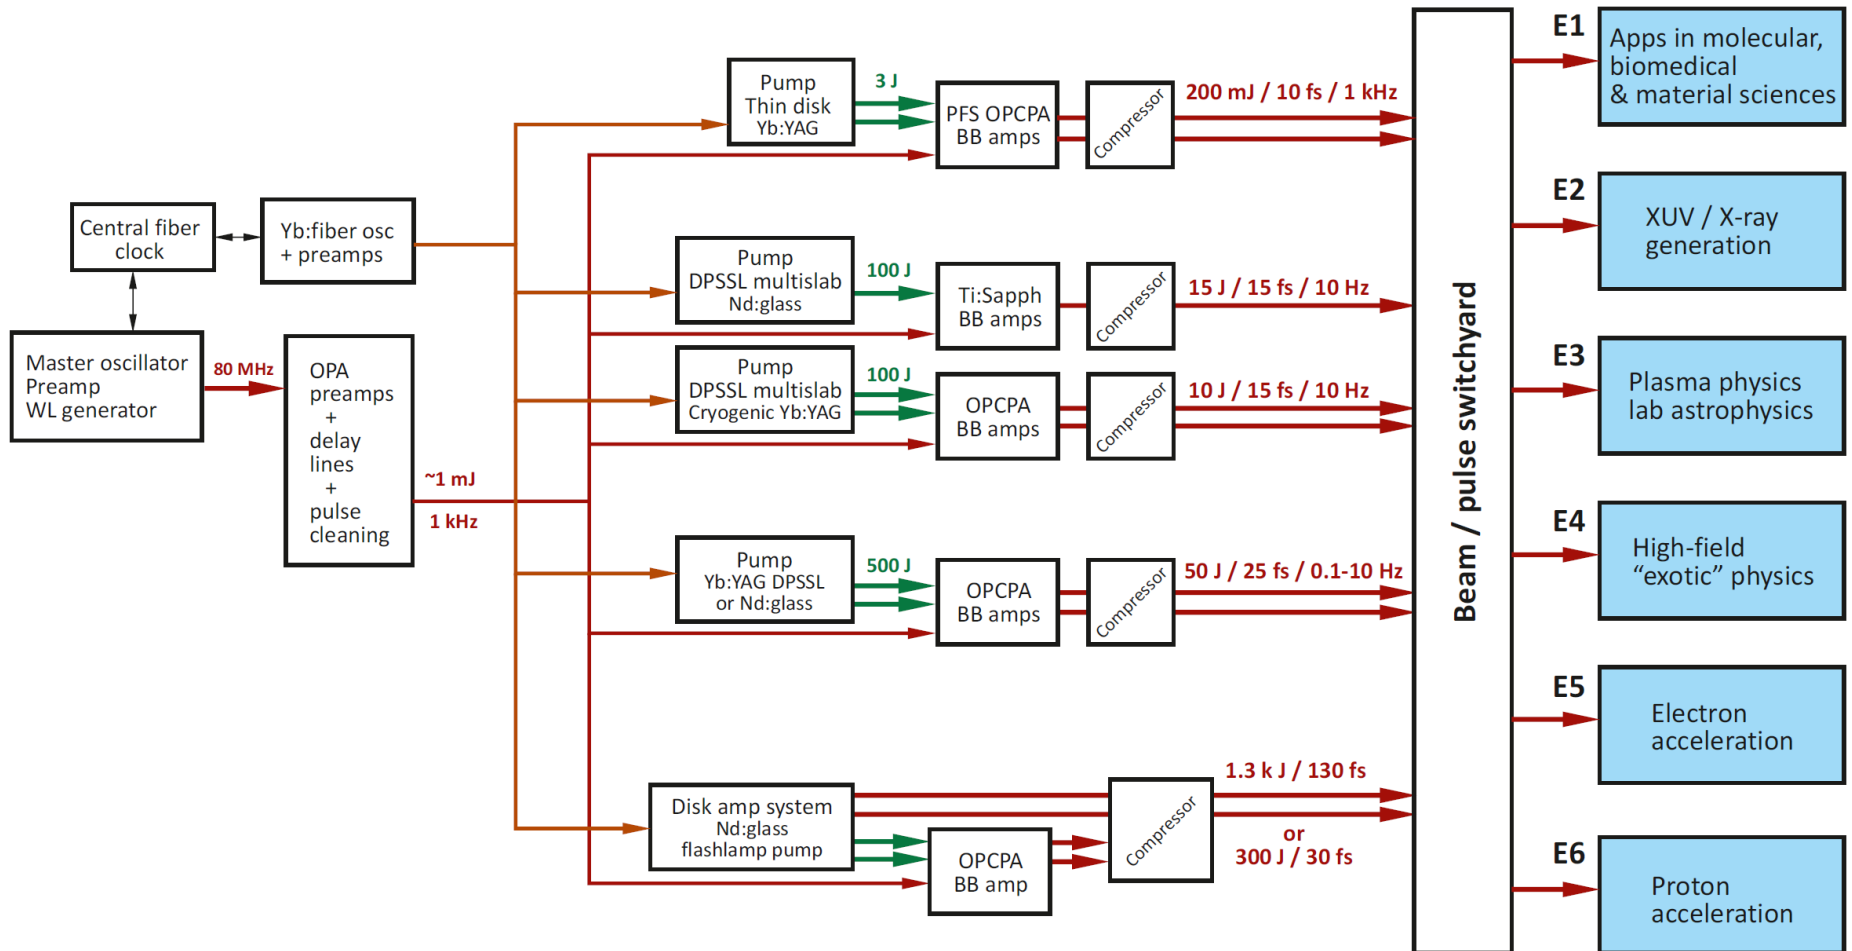 Central fiber
clock
Yb:fiber osc
+ preamps
Master oscillator
Preamp
WL generator
80 MHz
OPA
preamps
+
delay
lines
+
pulse
cleaning
~1 mJ
1 kHz
Pump
Thin disk
Yb:YAG
3 J
PFS OPCPA
BB amps
Compressor
200 mJ / 10 fs / 1 kHz
Pump
DPSSL multislab
Nd:glass
100 J
Ti:Sapph
BB amps
Compressor
15 J / 15 fs / 10 Hz
Pump
DPSSL multislab
Cryogenic Yb:YAG
100 J
OPCPA
BB amps
Compressor
10 J / 15 fs / 10 Hz
Pump
Yb:YAG DPSSL
or Nd:glass
500 J
OPCPA
BB amps
Compressor
50 J / 25 fs / 0.1-10 Hz
Disk amp system
Nd:glass
flashlamp pump
OPCPA
BB amp
Compressor
1.3 k J / 130 fs
or
300 J / 30 fs
Beam / pulse switchyard
E1
Apps in molecular,
biomedical
& material sciences
E2
XUV / X-ray
generation
E3
Plasma physics
lab astrophysics
E4
High-field
“exotic” physics
E5
Electron
acceleration
E6
Proton
acceleration